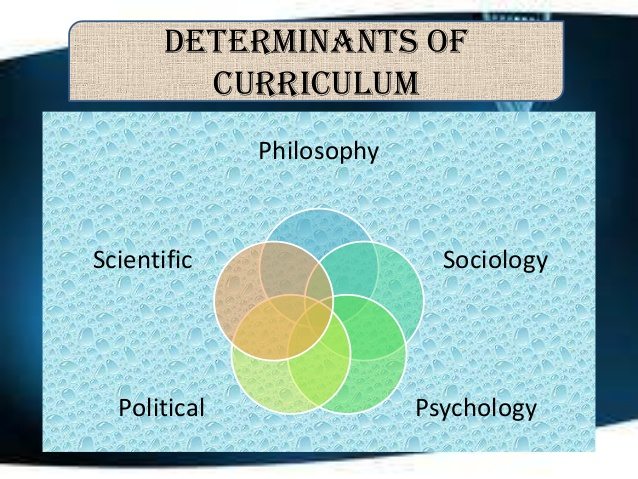 DETERMINANTS OF
CURRICULUM
Philosophy
Scientific
Sociology
Political
Psychology